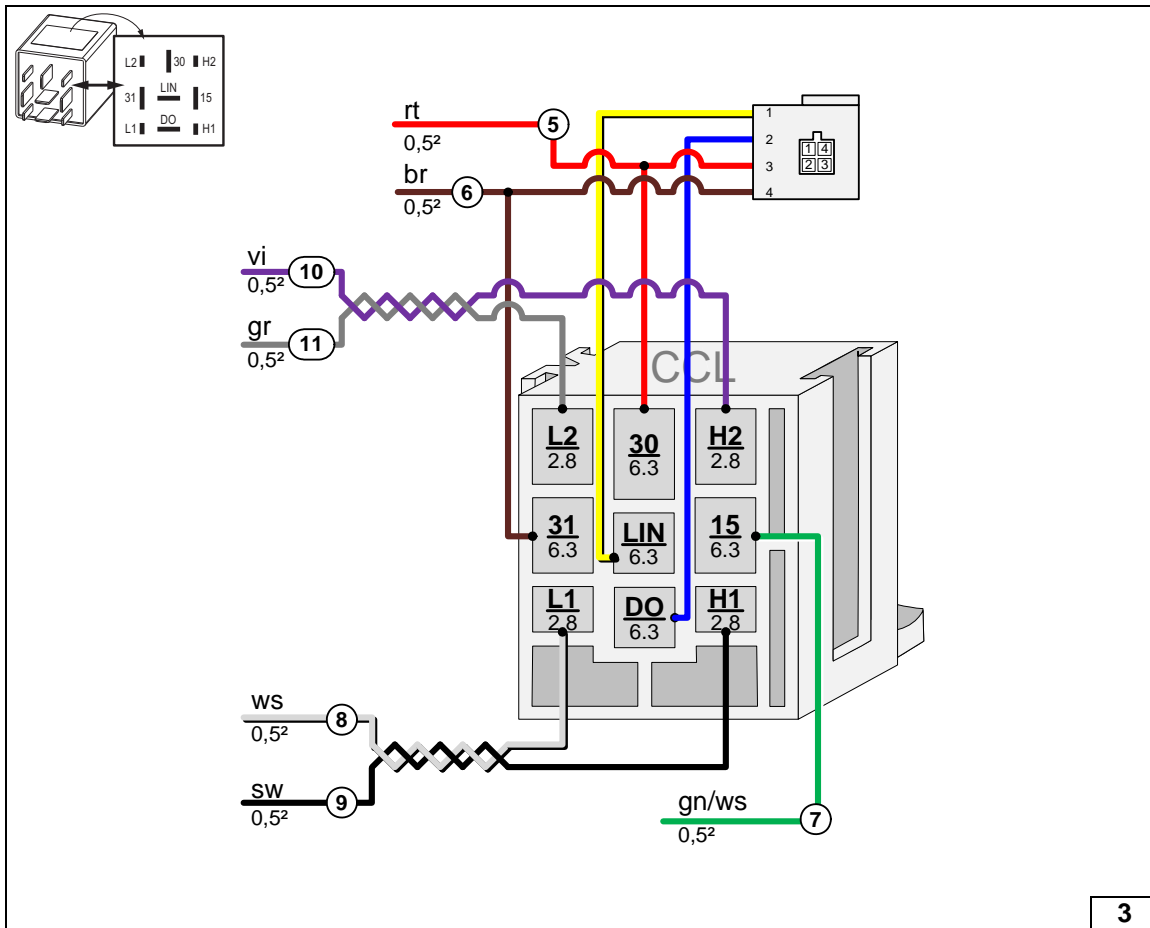 L2 30 H2
31 LIN 15
L1 DO H1
rt
0,5²
5
br
0,5²
6
1
2
3
4
1 4
2 3
vi
0,5²
10
gr
0,5²
11
CCL
L2
2.8
30
6.3
H2
2.8
31
6.3
LIN
6.3
15
6.3
L1
2.8
DO
6.3
H1
2.8
ws
0,5²
8
sw
0,5²
9
gn/ws
0,5²
7
3